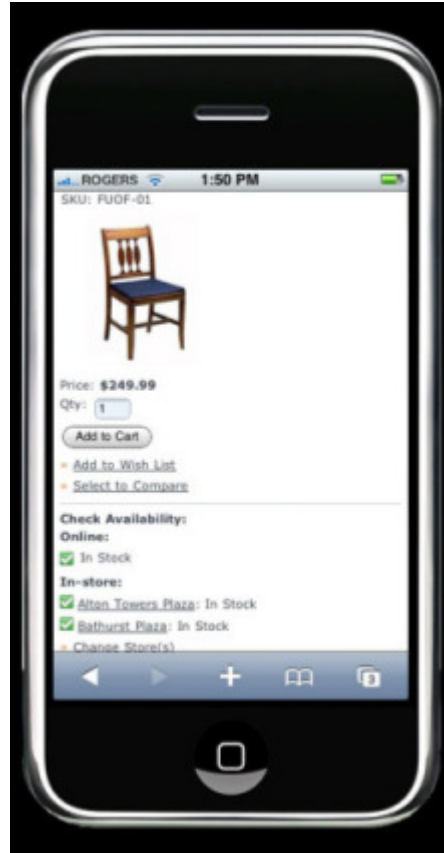 ROGERS 1:50 PM
SKU: FUOF-01
Price: $249.99
Qty: 1
Add to Cart
Add to Wish List
Select to Compare
Check Availability:
Online:
In Stock
In-store:
Alton Towers Plaza: In Stock
Bathurst Plaza: In Stock
Change Store(s)
3